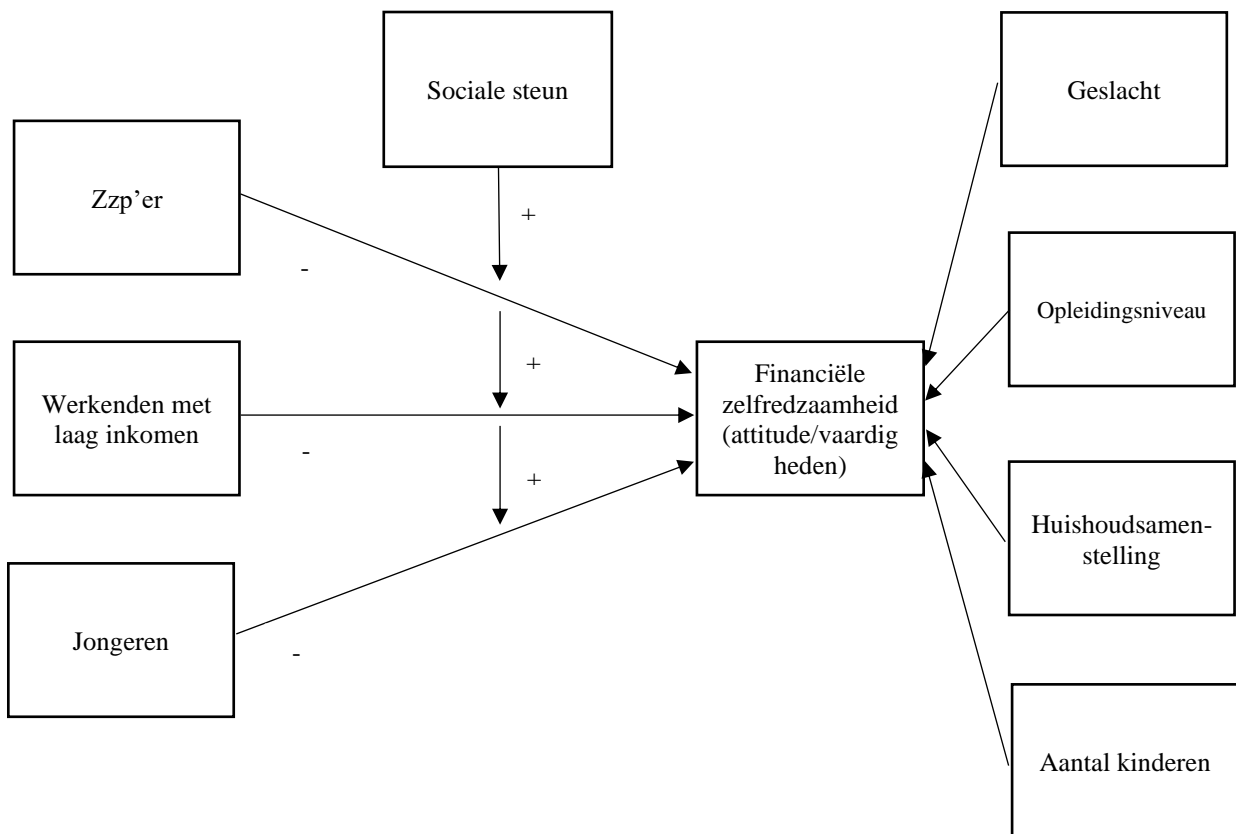 Sociale steun
Geslacht
Zzp’er
+
-
Opleidingsniveau
Werkenden met
laag inkomen
+
-
Financiële
zelfredzaamheid
(attitude/vaardig
heden)
+
Huishoudsamen-
stelling
Jongeren
-
Aantal kinderen